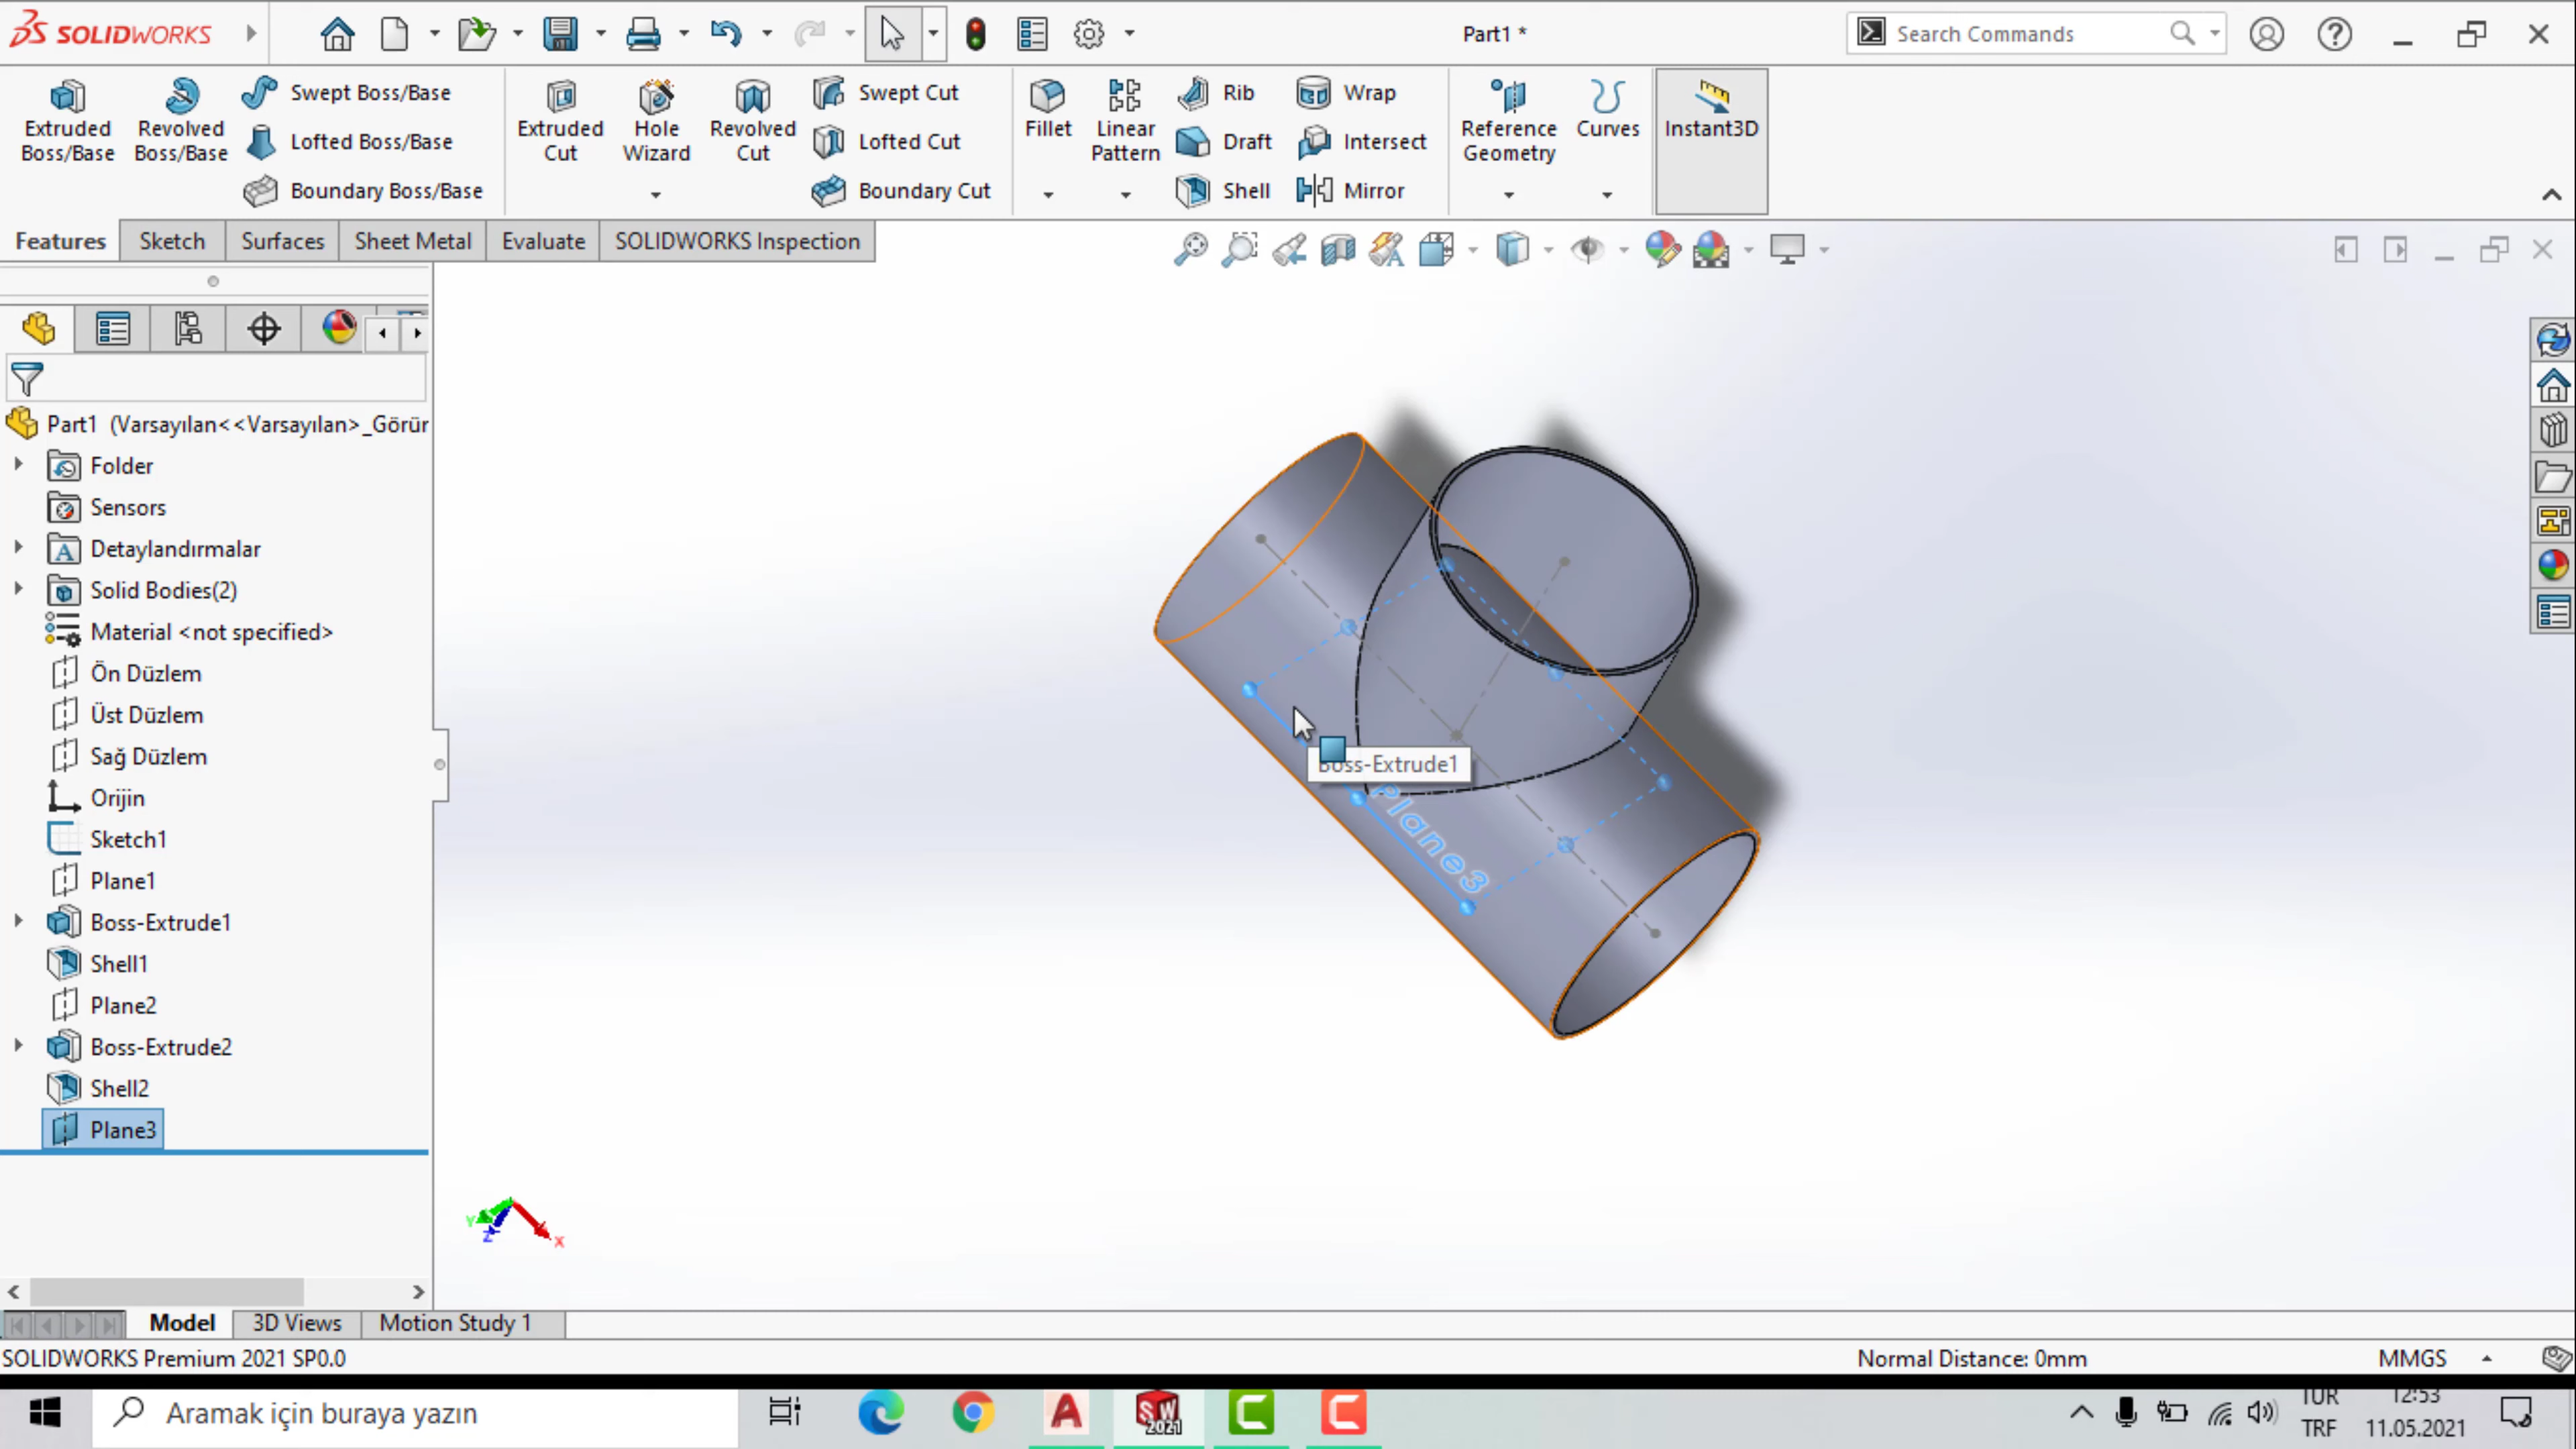 SOLIDWORKS
Part1 *
Search Commands
Extruded Boss/Base
Revolved Boss/Base
Swept Boss/Base
Lofted Boss/Base
Boundary Boss/Base
Extruded Cut
Hole Wizard
Revolved Cut
Swept Cut
Lofted Cut
Boundary Cut
Fillet
Linear Pattern
Rib
Draft
Shell
Wrap
Intersect
Mirror
Reference Geometry
Curves
Instant3D
Features
Sketch
Surfaces
Sheet Metal
Evaluate
SOLIDWORKS Inspection
Part1 (Varsayılan<<Varsayılan>_Görür
Folder
Sensors
Detaylandırmalar
Solid Bodies(2)
Material <not specified>
Ön Düzlem
Üst Düzlem
Sağ Düzlem
Orijin
Sketch1
Plane1
Boss-Extrude1
Shell1
Plane2
Boss-Extrude2
Shell2
Plane3
Boss-Extrude1
Plane3
Y
Z
X
Model
3D Views
Motion Study 1
SOLIDWORKS Premium 2021 SP0.0
Normal Distance: 0mm
MMGS
Aramak için buraya yazın
SW
2021
TUR
TRF
12:53
11.05.2021